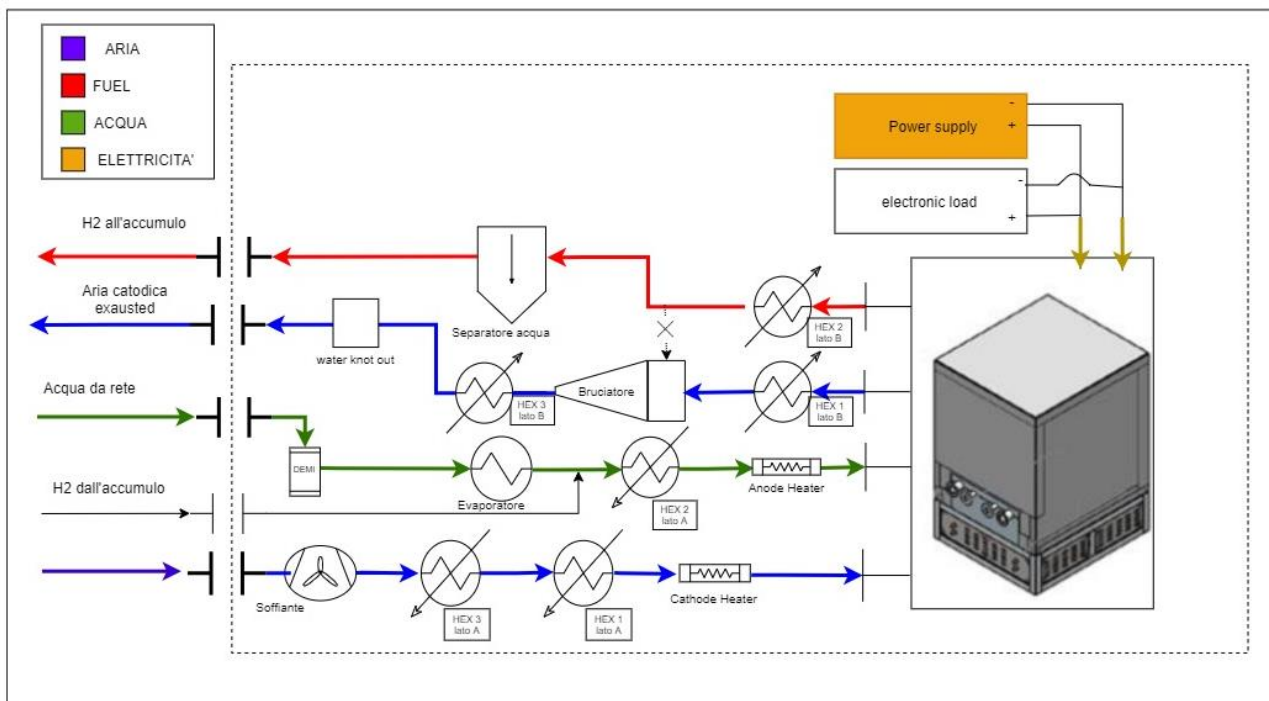 ARIA
FUEL
ACQUA
ELETTRICITA'
Power supply
-
+
electronic load
-
+
H2 all'accumulo
Aria catodica
exausted
Acqua da rete
H2 dall'accumulo
Separatore acqua
HEX 2
lato B
water knot out
HEX 3
lato B
Bruciatore
HEX 1
lato B
DEMI
Evaporatore
HEX 2
lato A
Anode Heater
Soffiante
HEX 3
lato A
HEX 1
lato A
Cathode Heater